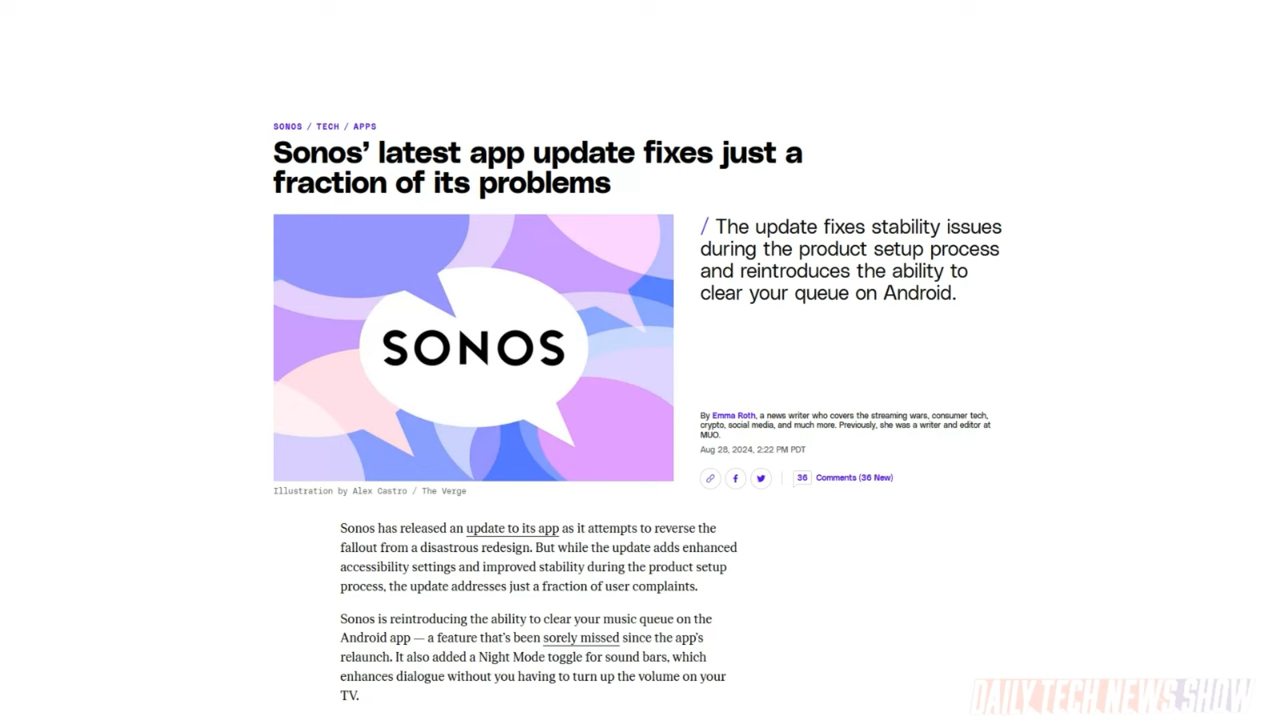 SONOS / TECH / APPS
Sonos’ latest app update fixes just a
fraction of its problems
SONOS
/ The update fixes stability issues
during the product setup process
and reintroduces the ability to
clear your queue on Android.
By Emma Roth, a news writer who covers the streaming wars, consumer tech,
crypto, social media, and much more. Previously, she was a writer and editor at
MUO.
Aug 28, 2024, 2:22 PM PDT
36 Comments (36 New)
Illustration by Alex Castro / The Verge
Sonos has released an update to its app as it attempts to reverse the
fallout from a disastrous redesign. But while the update adds enhanced
accessibility settings and improved stability during the product setup
process, the update addresses just a fraction of user complaints.
Sonos is reintroducing the ability to clear your music queue on the
Android app — a feature that’s been sorely missed since the app’s
relaunch. It also added a Night Mode toggle for sound bars, which
enhances dialogue without you having to turn up the volume on your
TV.
DAILY TECH NEWS SHOW